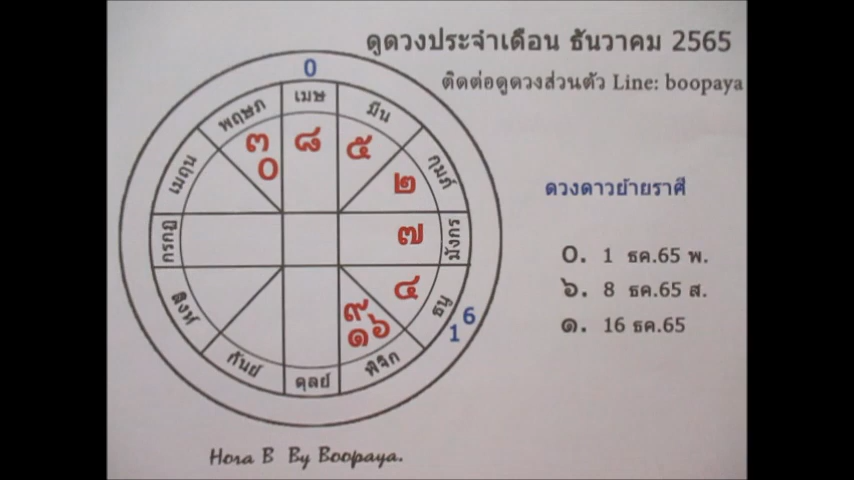 ดูดวงประจำเดือน ธันวาคม 2565
ติดต่อดูดวงส่วนตัว Line: boopaya
0
พฤษภ
เมษ
มีน
เมถุน
กุมภ์
กรกฎ
มังกร
สิงห์
ธนู
กันย์
ตุลย์
พิจิก
๓
๐
๘
๕
๒
๗
๔
๙
๑ ๖
6
1
ดวงดาวย้ายราศี
๐. 1 ธค.65 พ.
๖. 8 ธค.65 ส.
๑. 16 ธค.65
Hora B By Boopaya.